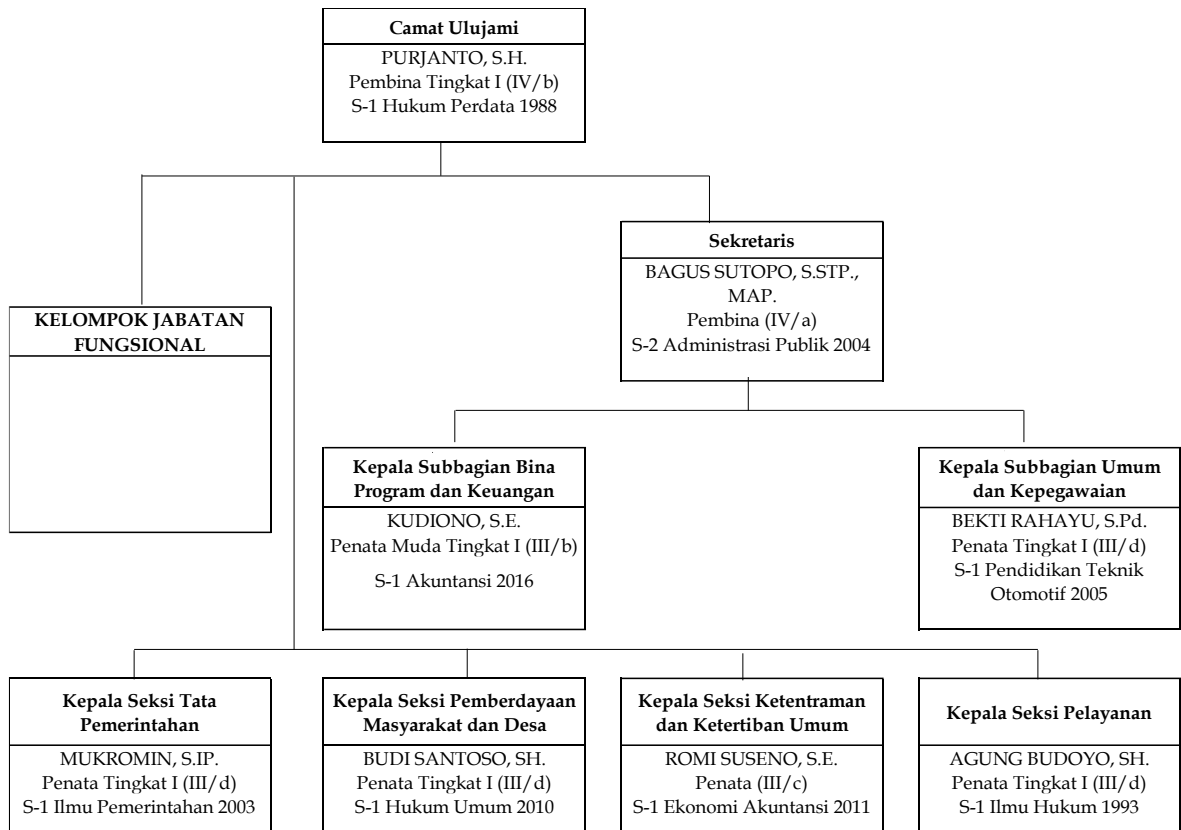 Camat Ulujami
PURJANTO, S.H.
Pembina Tingkat I (IV/b)
S-1 Hukum Perdata 1988
Sekretaris
BAGUS SUTOPO, S.STP.,
MAP.
Pembina (IV/a)
S-2 Administrasi Publik 2004
KELOMPOK JABATAN
FUNGSIONAL
Kepala Subbagian Bina
Program dan Keuangan
KUDIONO, S.E.
Penata Muda Tingkat I (III/b)
S-1 Akuntansi 2016
Kepala Subbagian Umum
dan Kepegawaian
BEKTI RAHAYU, S.Pd.
Penata Tingkat I (III/d)
S-1 Pendidikan Teknik
Otomotif 2005
Kepala Seksi Tata
Pemerintahan
MUKROMIN, S.IP.
Penata Tingkat I (III/d)
S-1 Ilmu Pemerintahan 2003
Kepala Seksi Pemberdayaan
Masyarakat dan Desa
BUDI SANTOSO, SH.
Penata Tingkat I (III/d)
S-1 Hukum Umum 2010
Kepala Seksi Ketentraman
dan Ketertiban Umum
ROMI SUSENO, S.E.
Penata (III/c)
S-1 Ekonomi Akuntansi 2011
Kepala Seksi Pelayanan
AGUNG BUDOYO, SH.
Penata Tingkat I (III/d)
S-1 Ilmu Hukum 1993